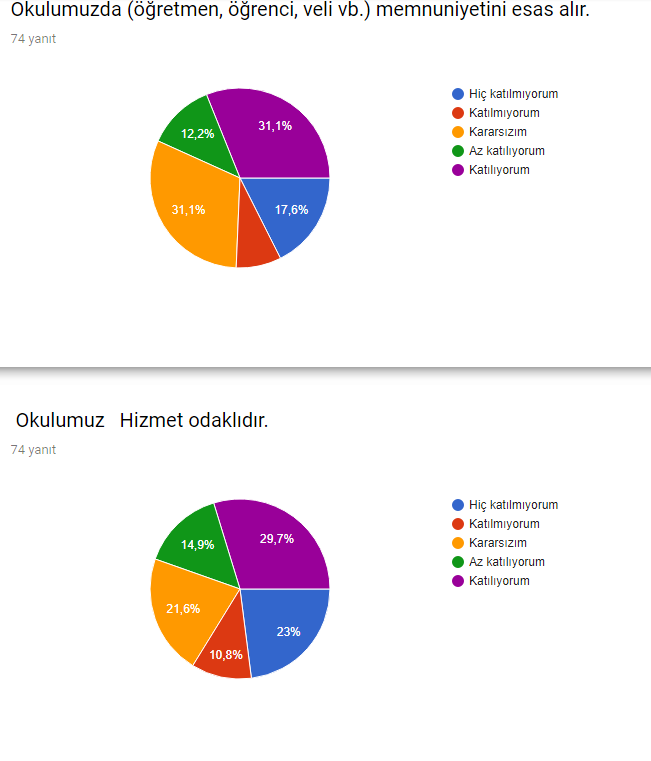 Okulumuzda (öğretmen, öğrenci, veli vb.) memnuniyetini esas alır.
74 yanıt
31,1%
12,2%
31,1%
17,6%
Hiç katılmıyorum
Katılmıyorum
Kararsızım
Az katılıyorum
Katılıyorum
Okulumuz   Hizmet odaklıdır.
74 yanıt
29,7%
14,9%
21,6%
23%
10,8%
Hiç katılmıyorum
Katılmıyorum
Kararsızım
Az katılıyorum
Katılıyorum